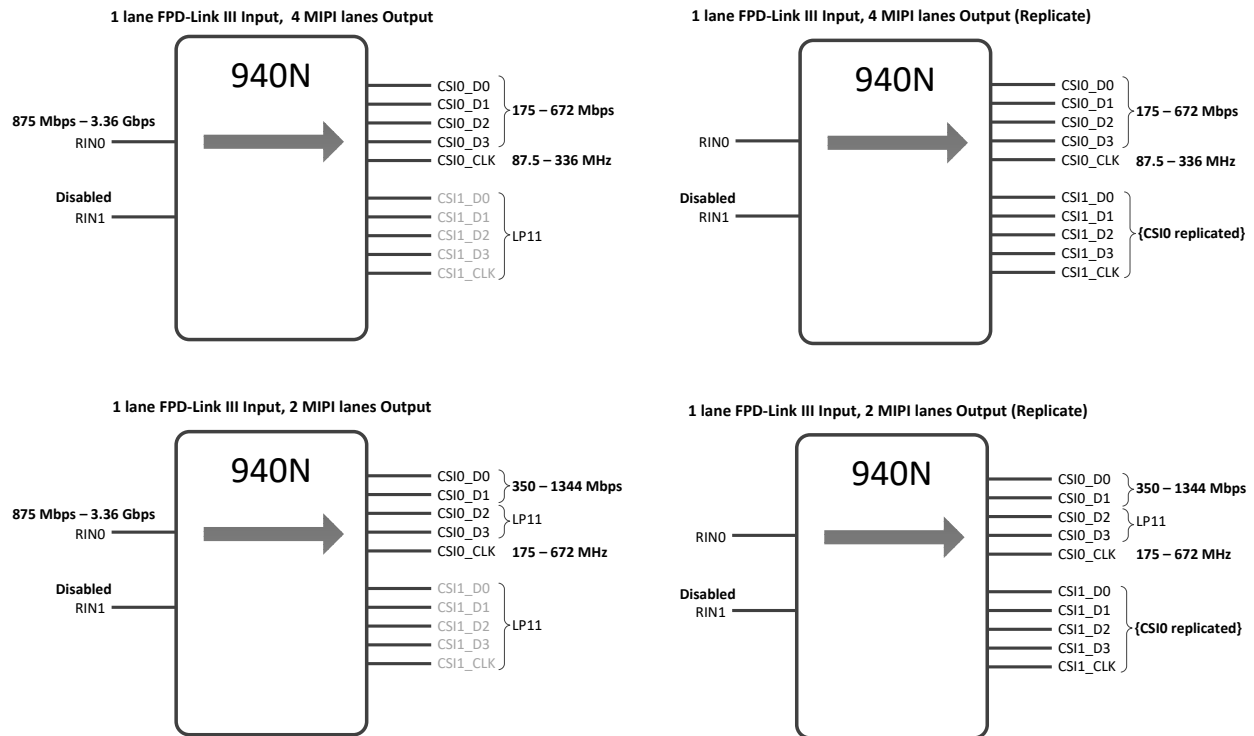 1 lane FPD-Link III Input, 4 MIPI lanes Output
940N
875 Mbps – 3.36 Gbps
RIN0
Disabled
RIN1
CSI0_D0
CSI0_D1
CSI0_D2
CSI0_D3
175 – 672 Mbps
CSI0_CLK 87.5 – 336 MHz
CSI1_D0
CSI1_D1
CSI1_D2
CSI1_D3
CSI1_CLK
LP11
1 lane FPD-Link III Input, 4 MIPI lanes Output (Replicate)
940N
RIN0
Disabled
RIN1
CSI0_D0
CSI0_D1
CSI0_D2
CSI0_D3
175 – 672 Mbps
CSI0_CLK 87.5 – 336 MHz
CSI1_D0
CSI1_D1
CSI1_D2
CSI1_D3
CSI1_CLK
{CSI0 replicated}
1 lane FPD-Link III Input, 2 MIPI lanes Output
940N
875 Mbps – 3.36 Gbps
RIN0
Disabled
RIN1
CSI0_D0
CSI0_D1
350 – 1344 Mbps
CSI0_D2
CSI0_D3
LP11
CSI0_CLK 175 – 672 MHz
CSI1_D0
CSI1_D1
CSI1_D2
CSI1_D3
CSI1_CLK
LP11
1 lane FPD-Link III Input, 2 MIPI lanes Output (Replicate)
940N
RIN0
Disabled
RIN1
CSI0_D0
CSI0_D1
350 – 1344 Mbps
CSI0_D2
CSI0_D3
LP11
CSI0_CLK 175 – 672 MHz
CSI1_D0
CSI1_D1
CSI1_D2
CSI1_D3
CSI1_CLK
{CSI0 replicated}